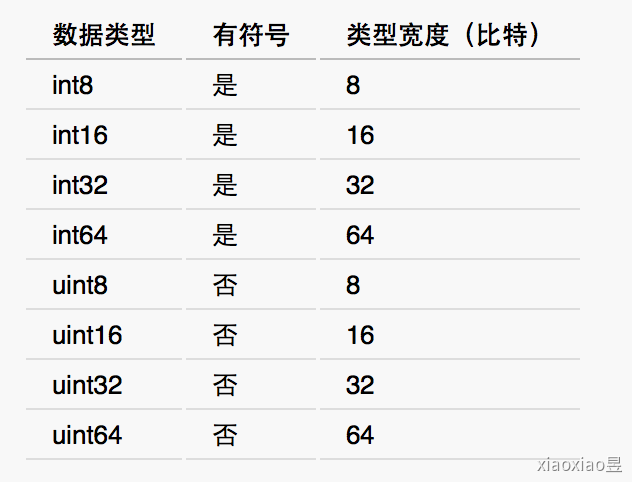 数据类型 有符号 类型宽度（比特）
int8 是 8
int16 是 16
int32 是 32
int64 是 64
uint8 否 8
uint16 否 16
uint32 否 32
uint64 否 64
xiaoxiao昱